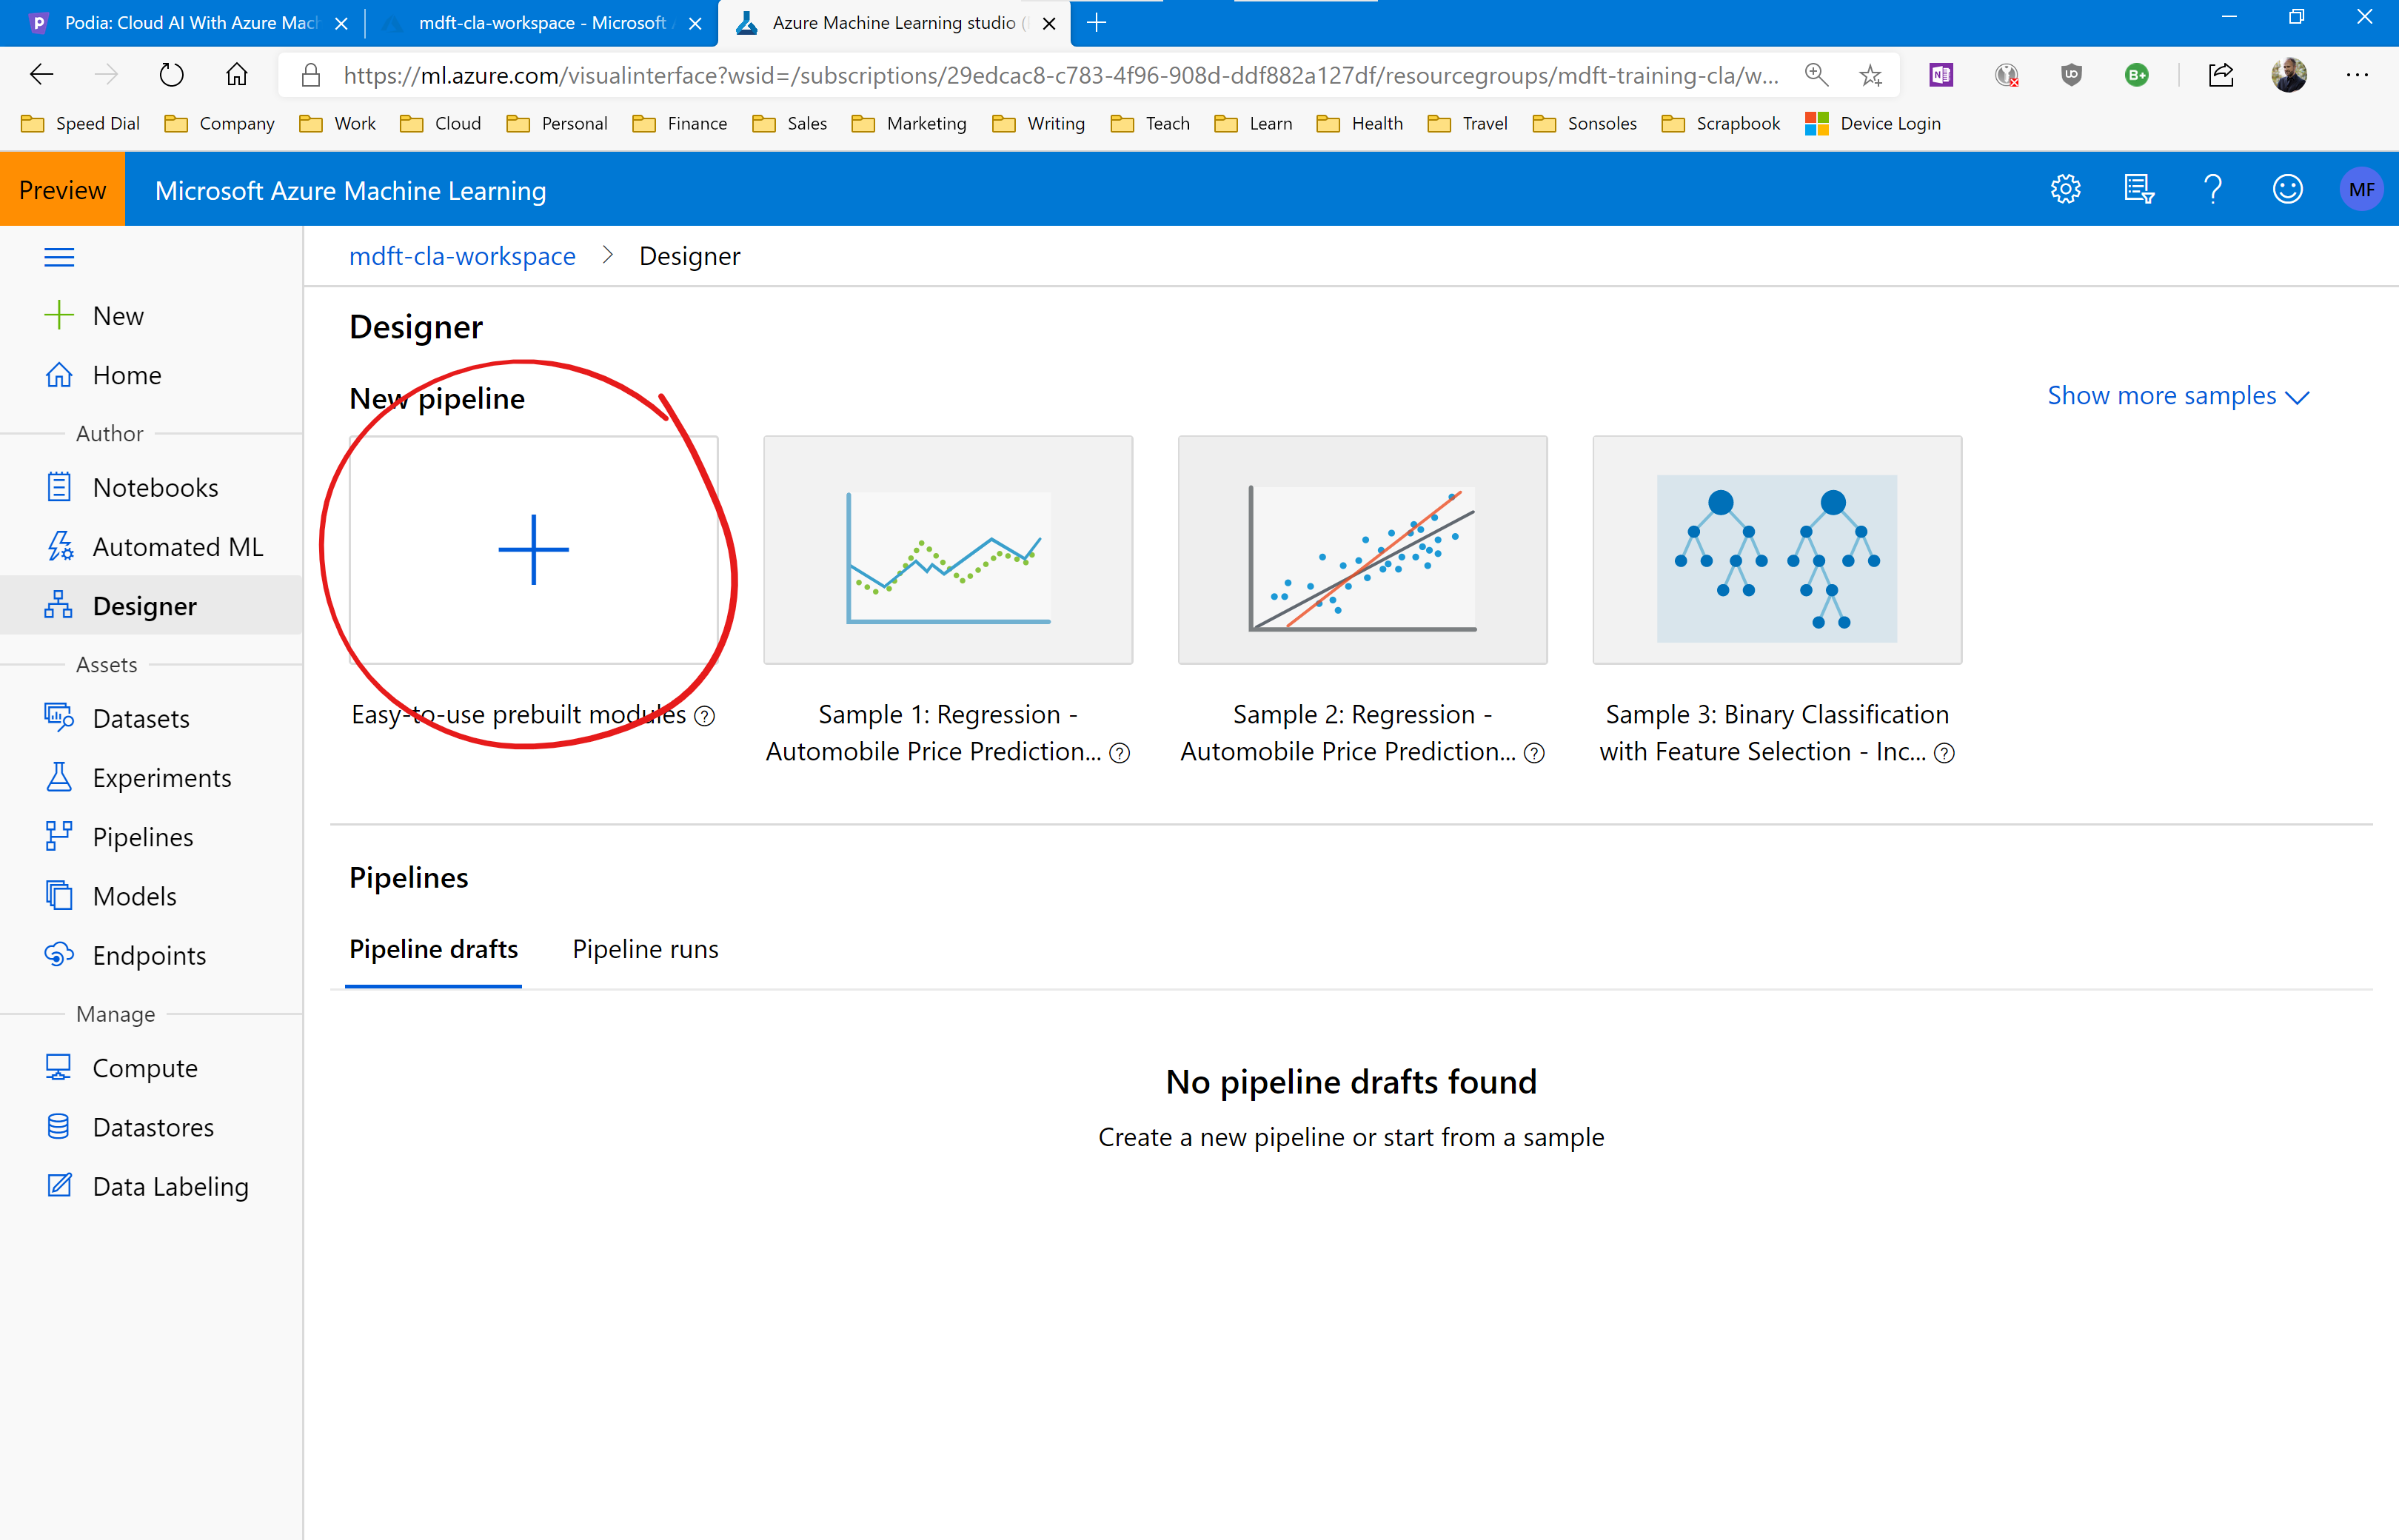 Podia: Cloud AI With Azure Mach
mdft-cla-workspace - Microsoft A
Azure Machine Learning studio (
https://ml.azure.com/visualinterface?wsid=/subscriptions/29edcac8-c783-4f96-908d-ddf882a127df/resourcegroups/mdft-training-cla/w...
Speed Dial Company Work Cloud Personal Finance Sales Marketing Writing Teach Learn Health Travel Sonsoles Scrapbook Device Login
Preview Microsoft Azure Machine Learning MF
mdft-cla-workspace > Designer
New
Home
Author
Notebooks
Automated ML
Designer
Assets
Datasets
Experiments
Pipelines
Models
Endpoints
Manage
Compute
Datastores
Data Labeling
Designer
New pipeline
Show more samples
Easy-to-use prebuilt modules
Sample 1: Regression -
Automobile Price Prediction...
Sample 2: Regression -
Automobile Price Prediction...
Sample 3: Binary Classification
with Feature Selection - Inc...
Pipelines
Pipeline drafts Pipeline runs
No pipeline drafts found
Create a new pipeline or start from a sample